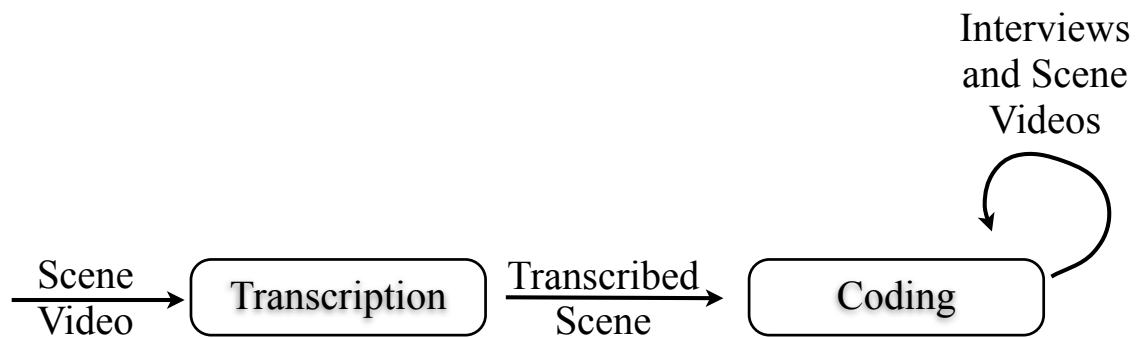 Interviews
and Scene
Videos
Scene
Video
Transcription
Transcribed
Scene
Coding